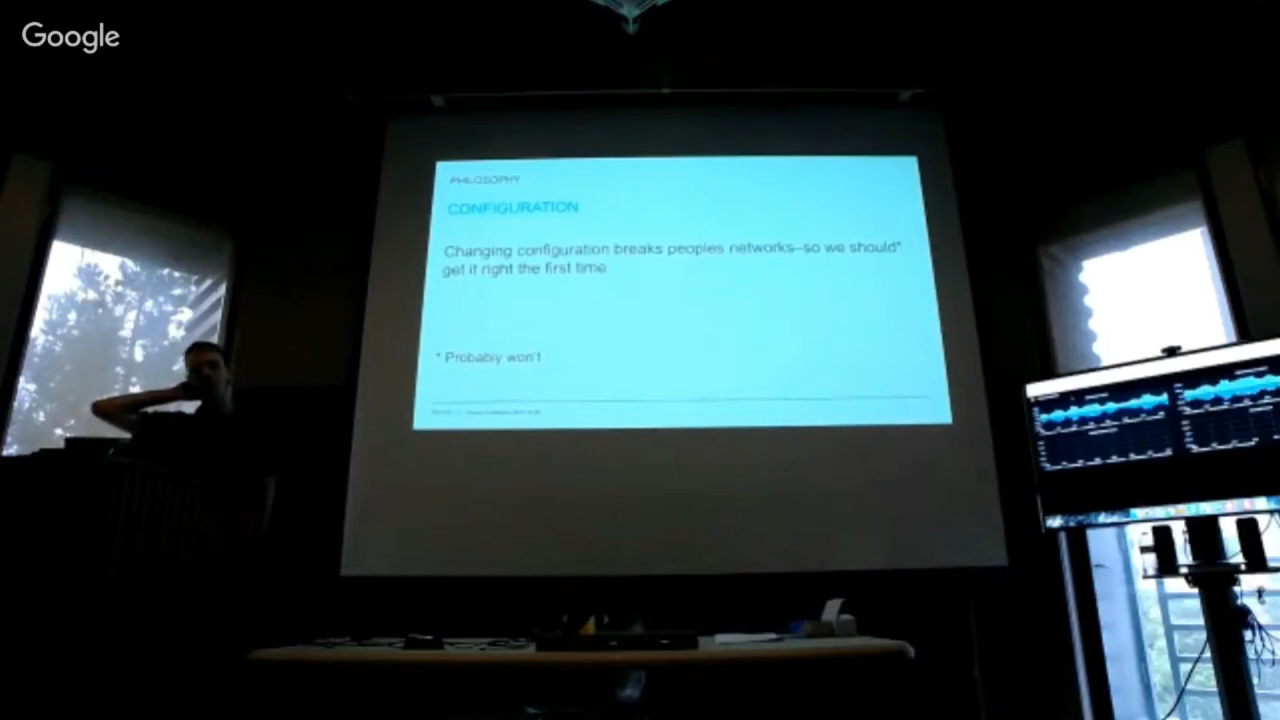 Google
PHILOSOPHY
CONFIGURATION
Changing configuration breaks peoples networks–so we should*
get it right the first time
* Probably won't